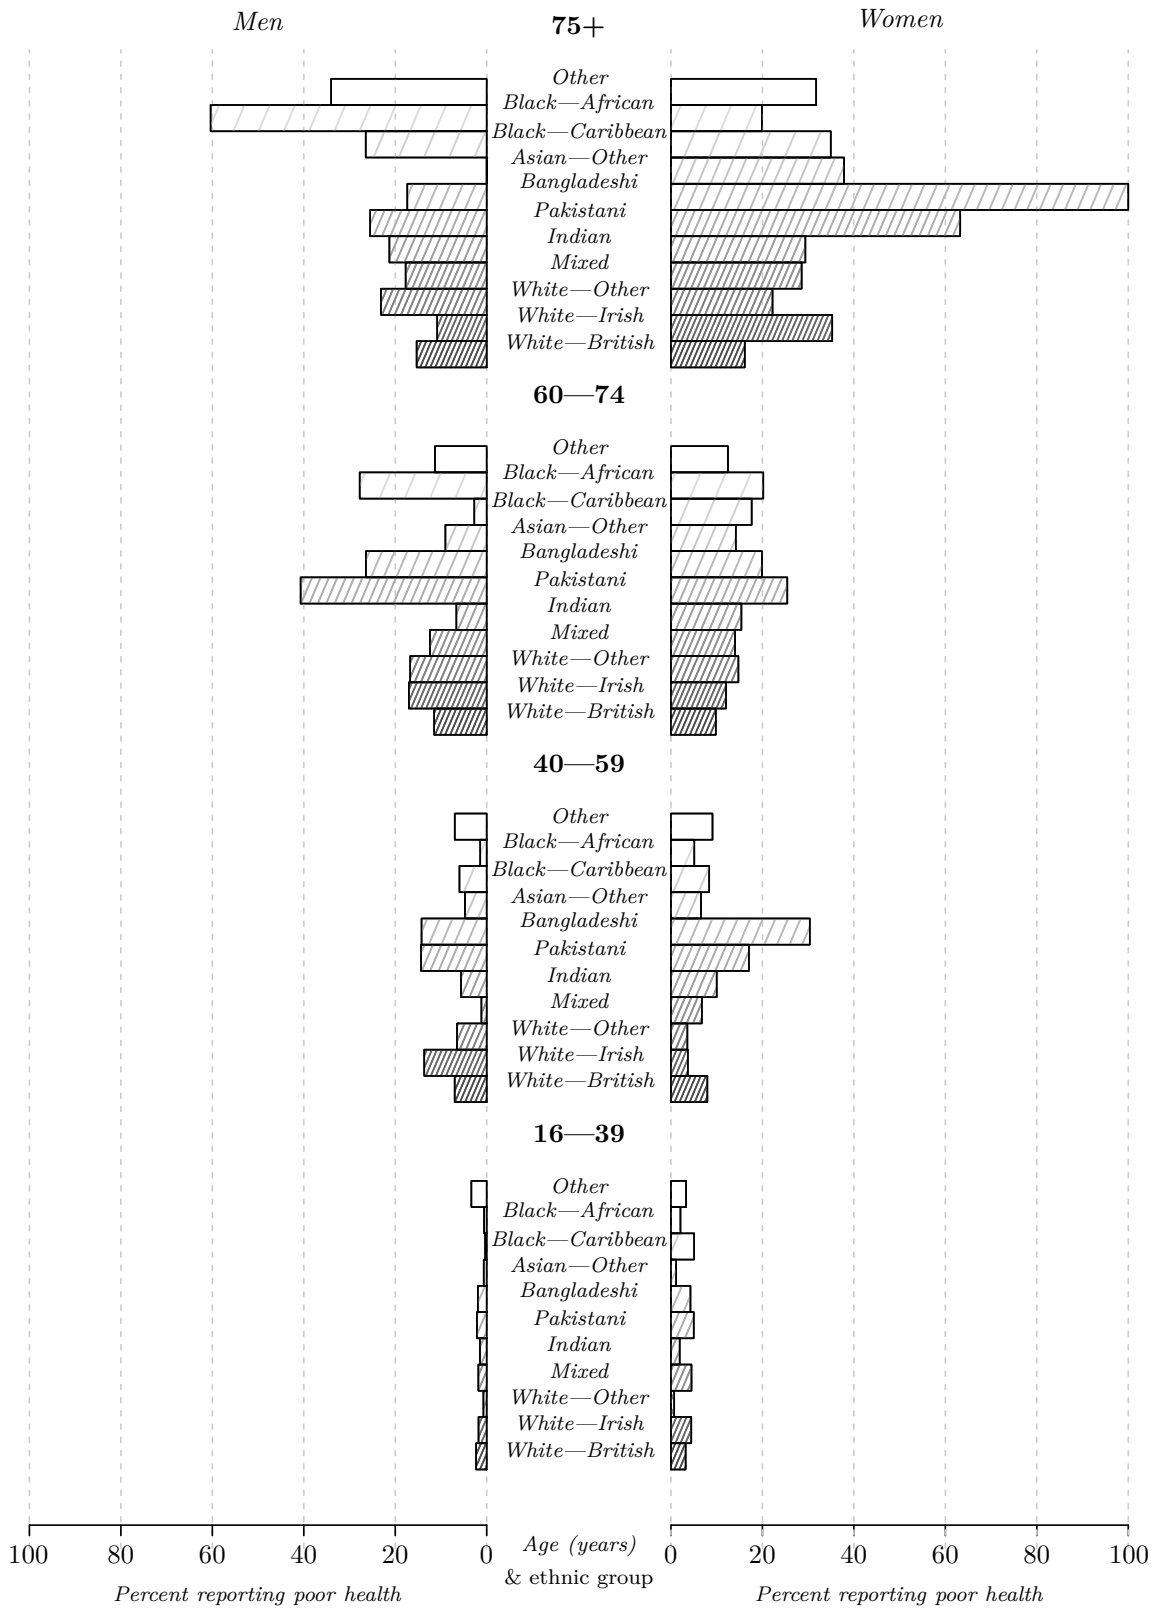 Men 75+ Women
Other
Black—African
Black—Caribbean
Asian—Other
Bangladeshi
Pakistani
Indian
Mixed
White—Other
White—Irish
White—British
60—74
Other
Black—African
Black—Caribbean
Asian—Other
Bangladeshi
Pakistani
Indian
Mixed
White—Other
White—Irish
White—British
40—59
Other
Black—African
Black—Caribbean
Asian—Other
Bangladeshi
Pakistani
Indian
Mixed
White—Other
White—Irish
White—British
16—39
Other
Black—African
Black—Caribbean
Asian—Other
Bangladeshi
Pakistani
Indian
Mixed
White—Other
White—Irish
White—British
100 80 60 40 20 0 Age (years) 0 20 40 60 80 100
& ethnic group
Percent reporting poor health Percent reporting poor health